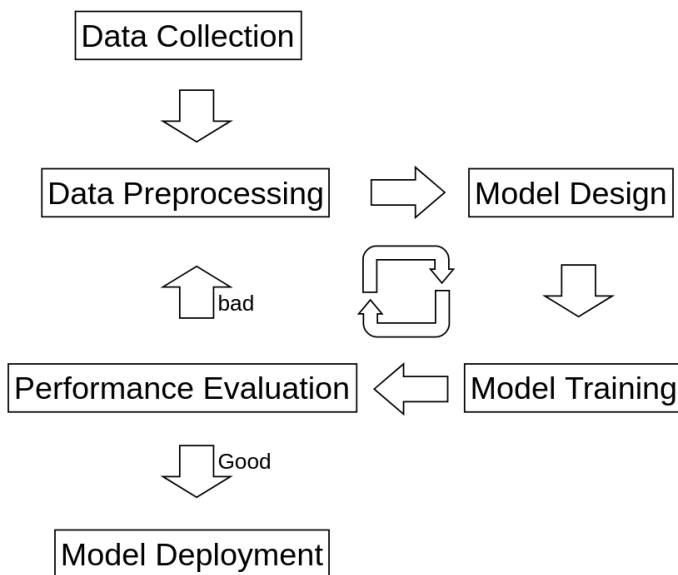 Data Collection
Data Preprocessing
Model Design
bad
Performance Evaluation
Model Training
Good
Model Deployment